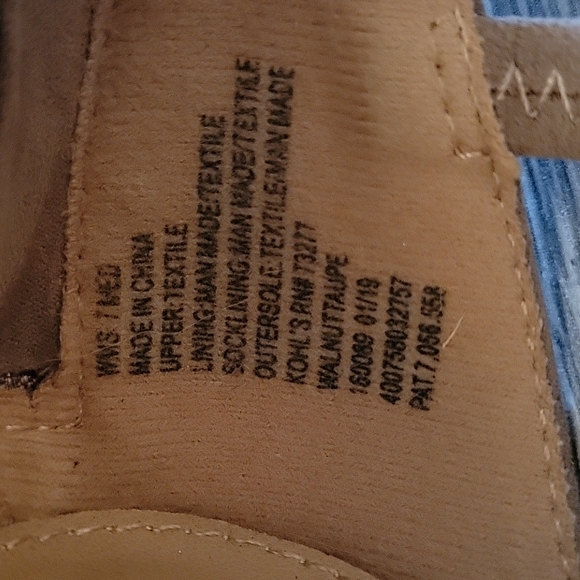 WNS 7 MED
MADE IN CHINA
UPPER:TEXTILE
LINING:MAN MADE/TEXTILE
SOCKLINING:MAN MADE/TEXTILE
OUTERSOLE:TEXTILE/MAN MADE
KOHL'S RN# 73277
WALNUT/TAUPE
160089 01/19
400758032757
PAT.7,056,558